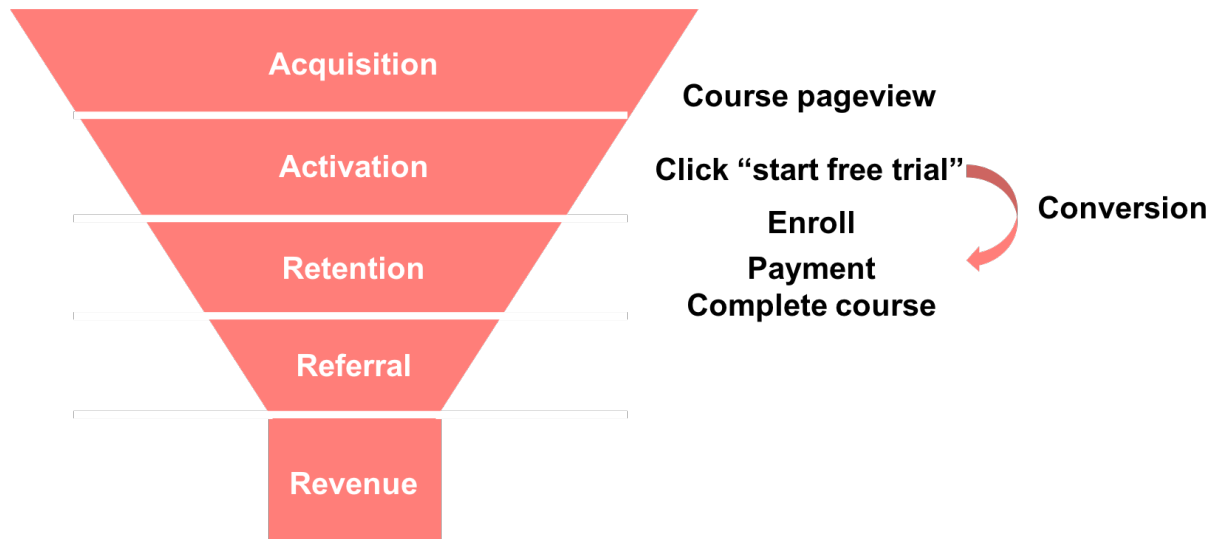 Acquisition
Course pageview
Activation
Click “start free trial”
Conversion
Enroll
Retention
Payment
Complete course
Referral
Revenue